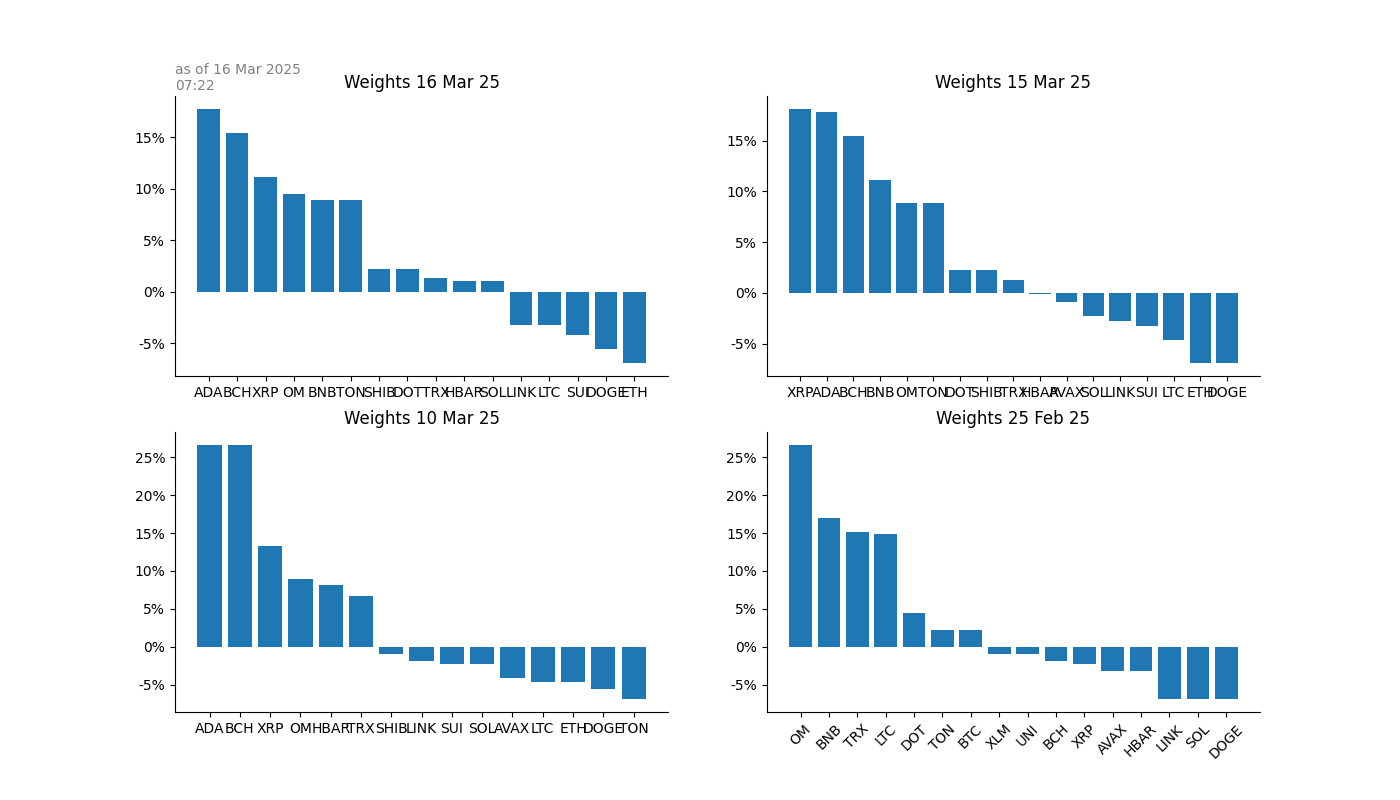 as of 16 Mar 2025
07:22
Weights 16 Mar 25
15%
10%
5%
0%
-5%
ADA BCH XRP OM BNB TON SHIB DOT TRX HBAR SOL LINK LTC SUI DOGE ETH
Weights 15 Mar 25
15%
10%
5%
0%
-5%
XRP ADA BCH BNB OM TON DOT SHIB TRX HBAR AVAX SOL LINK SUI LTC ETH DOGE
Weights 10 Mar 25
25%
20%
15%
10%
5%
0%
-5%
ADA BCH XRP OM HBAR TRX SHIB LINK SUI SOL AVAX LTC ETH DOGE TON
Weights 25 Feb 25
25%
20%
15%
10%
5%
0%
-5%
OM BNB TRX LTC DOT TON BTC XLM UNI BCH XRP AVAX HBAR LINK SOL DOGE